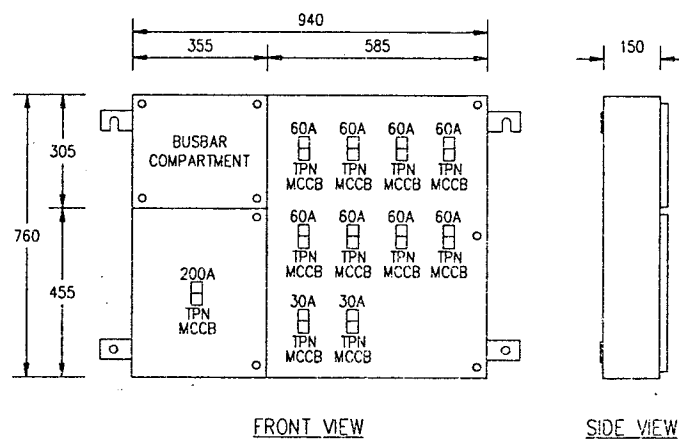 940
355 585 150
305
760
455
BUSBAR
COMPARTMENT
60A 60A 60A 60A
TPN TPN TPN TPN
MCCB MCCB MCCB MCCB
60A 60A 60A 60A
TPN TPN TPN TPN
MCCB MCCB MCCB MCCB
200A
TPN
MCCB
30A 30A
TPN TPN
MCCB MCCB
FRONT VIEW SIDE VIEW